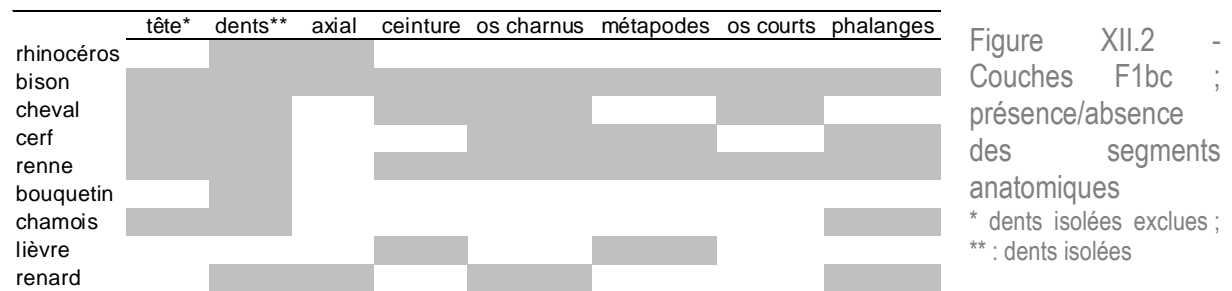 tête* dents** axial ceinture os charnus métapodes os courts phalanges
rhinocéros
bison
cheval
cerf
renne
bouquetin
chamois
lièvre
renard
Figure XII.2 -
Couches F1bc ;
présence/absence
des segments
anatomiques
* dents isolées exclues ;
** : dents isolées